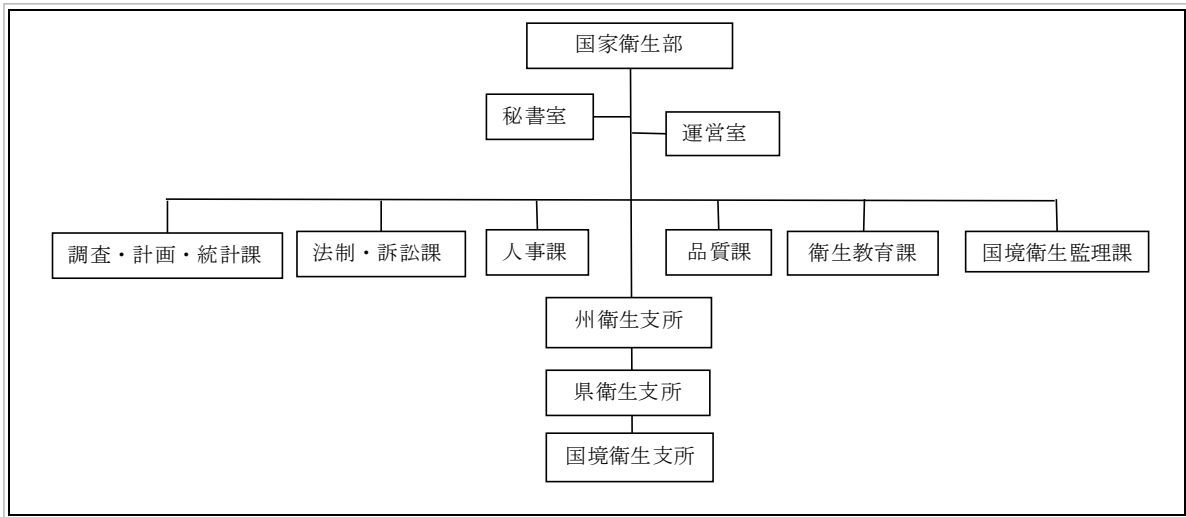 国家衛生部
秘書室
運営室
調査・計画・統計課
法制・訴訟課
人事課
品質課
衛生教育課
国境衛生監理課
州衛生支所
県衛生支所
国境衛生支所